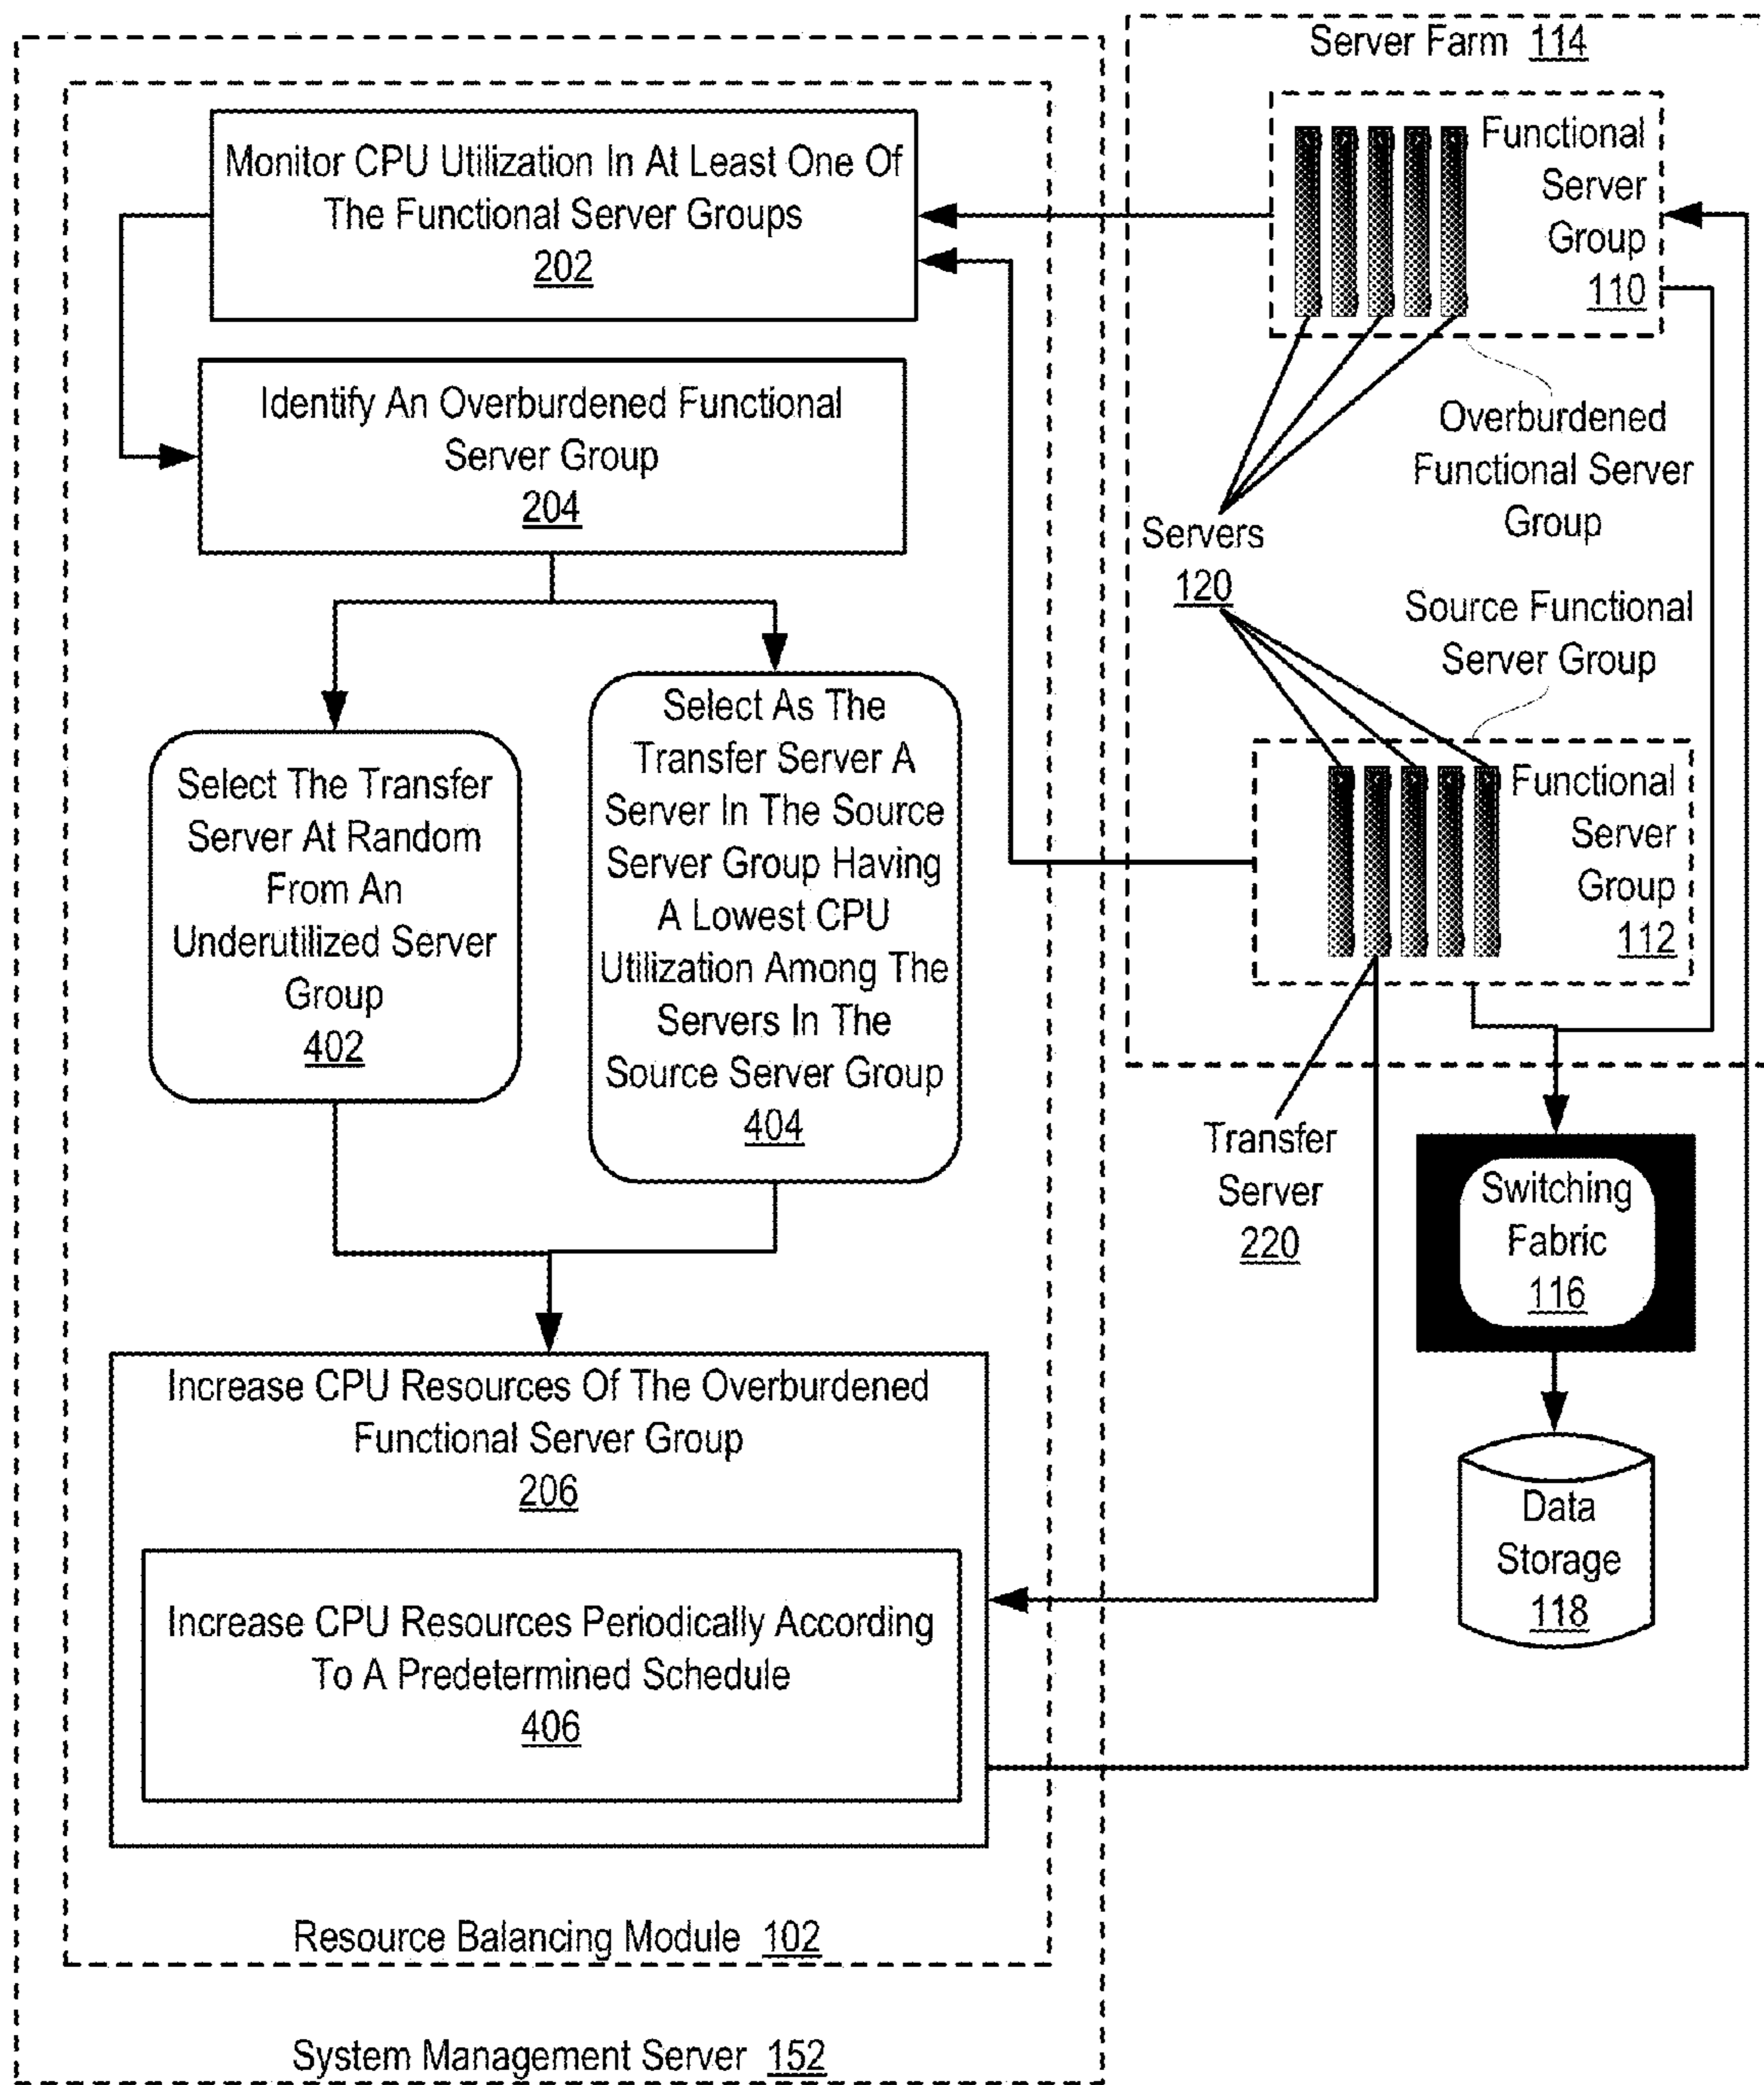 Monitor CPU Utilization In At Least One Of
The Functional Server Groups
202
Identify An Overburdened Functional
Server Group
204
Select The Transfer
Server At Random
From An
Underutilized Server
Group
402
Select As The
Transfer Server A
Server In The Source
Server Group Having
A Lowest CPU
Utilization Among The
Servers In The
Source Server Group
404
Increase CPU Resources Of The Overburdened
Functional Server Group
206
Increase CPU Resources Periodically According
To A Predetermined Schedule
406
Resource Balancing Module 102
System Management Server 152
Server Farm 114
Functional
Server
Group
110
Overburdened
Functional Server
Group
Servers
120
Source Functional
Server Group
Functional
Server
Group
112
Transfer
Server
220
Switching
Fabric
116
Data
Storage
118